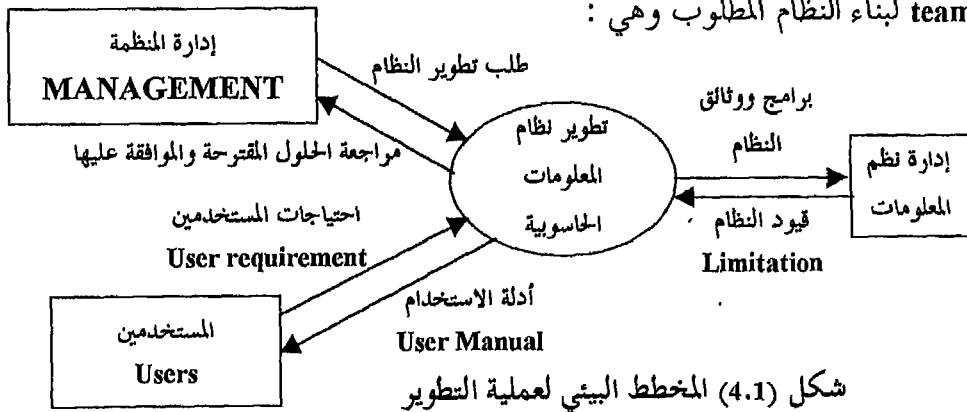 team لبناء النظام المطلوب وهي :
إدارة المنظمة
MANAGEMENT
طلب تطوير النظام
مراجعة الحلول المقترحة والموافقة عليها
تطوير نظام
المعلومات
الحاسوبية
برامج ووثائق
النظام
إدارة نظم
المعلومات
قيود النظام
Limitation
احتياجات المستخدمين
User requirement
أدلة الاستخدام
User Manual
المستخدمين
Users
شكل (4.1) المخطط البيئي لعملية التطوير